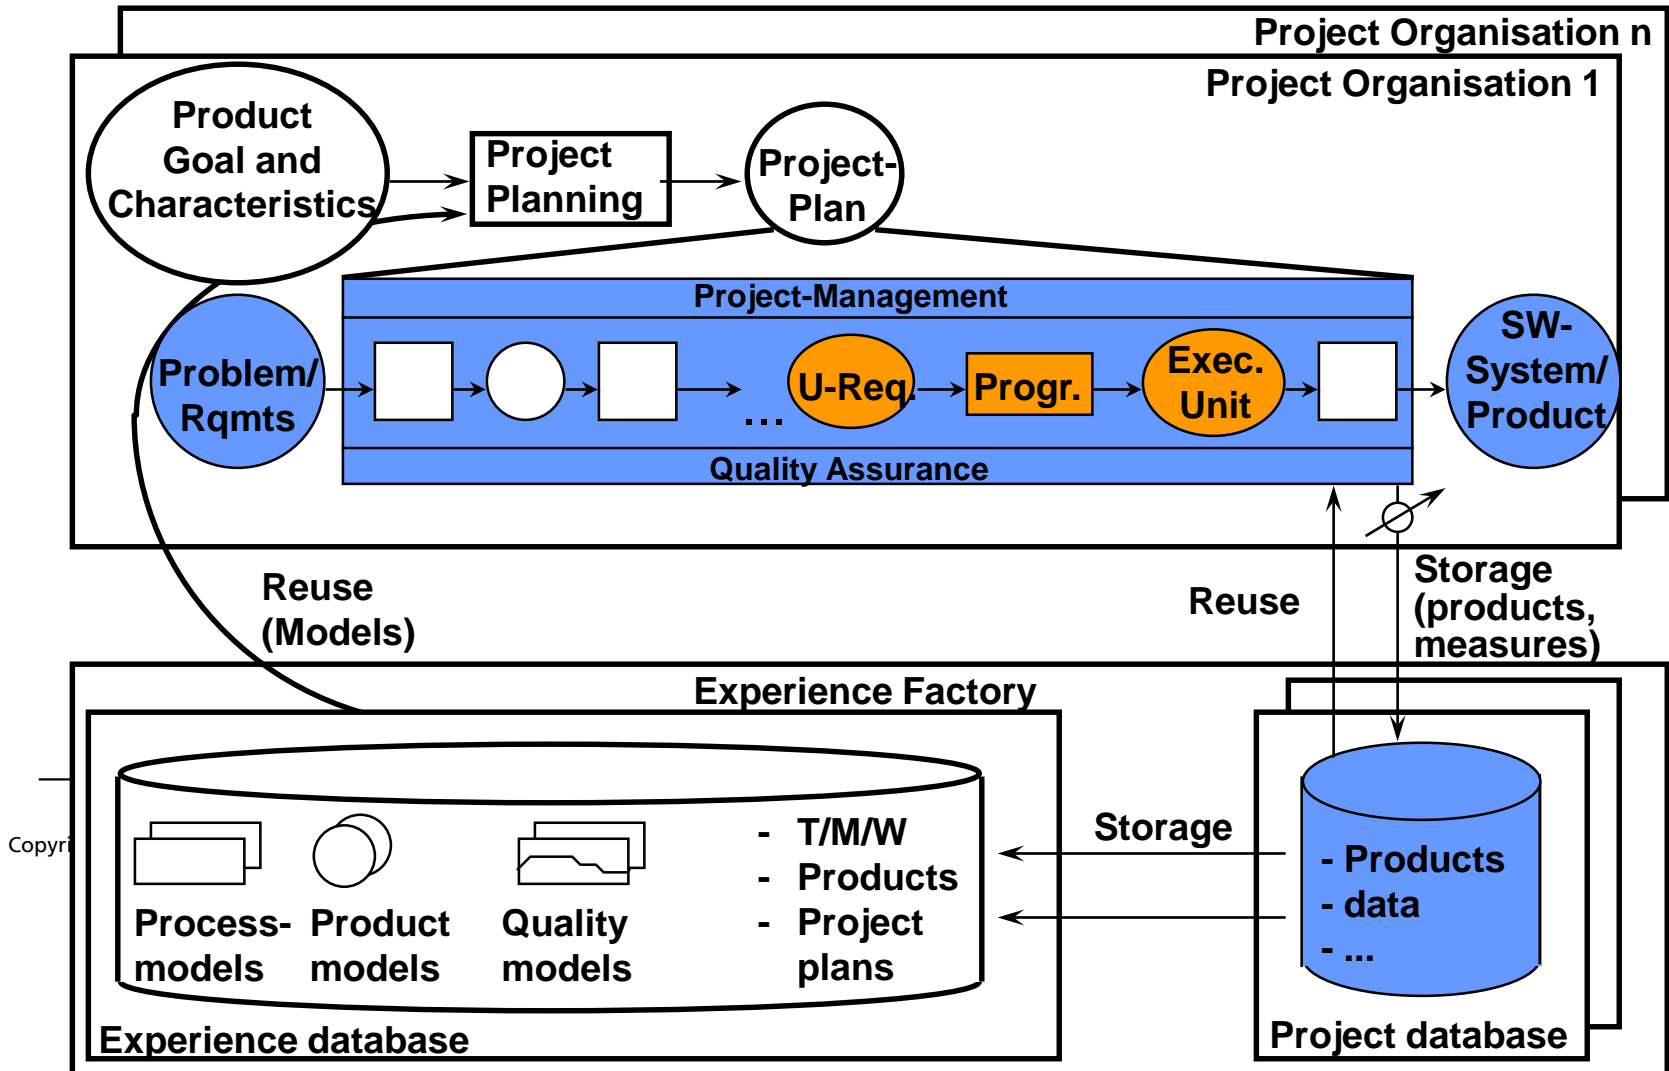 Project Organisation n
Project Organisation 1
Product
Goal and
Characteristics
Project
Planning
Project-
Plan
Project-Management
Problem/
Rqmts
...
U-Req.
Progr.
Exec.
Unit
SW-
System/
Product
Quality Assurance
Reuse
(Models)
Reuse
Storage
(products,
measures)
Experience Factory
Copyri
Process-
models
Product
models
Quality
models
- T/M/W
- Products
- Project
plans
Storage
- Products
- data
- ...
Experience database
Project database